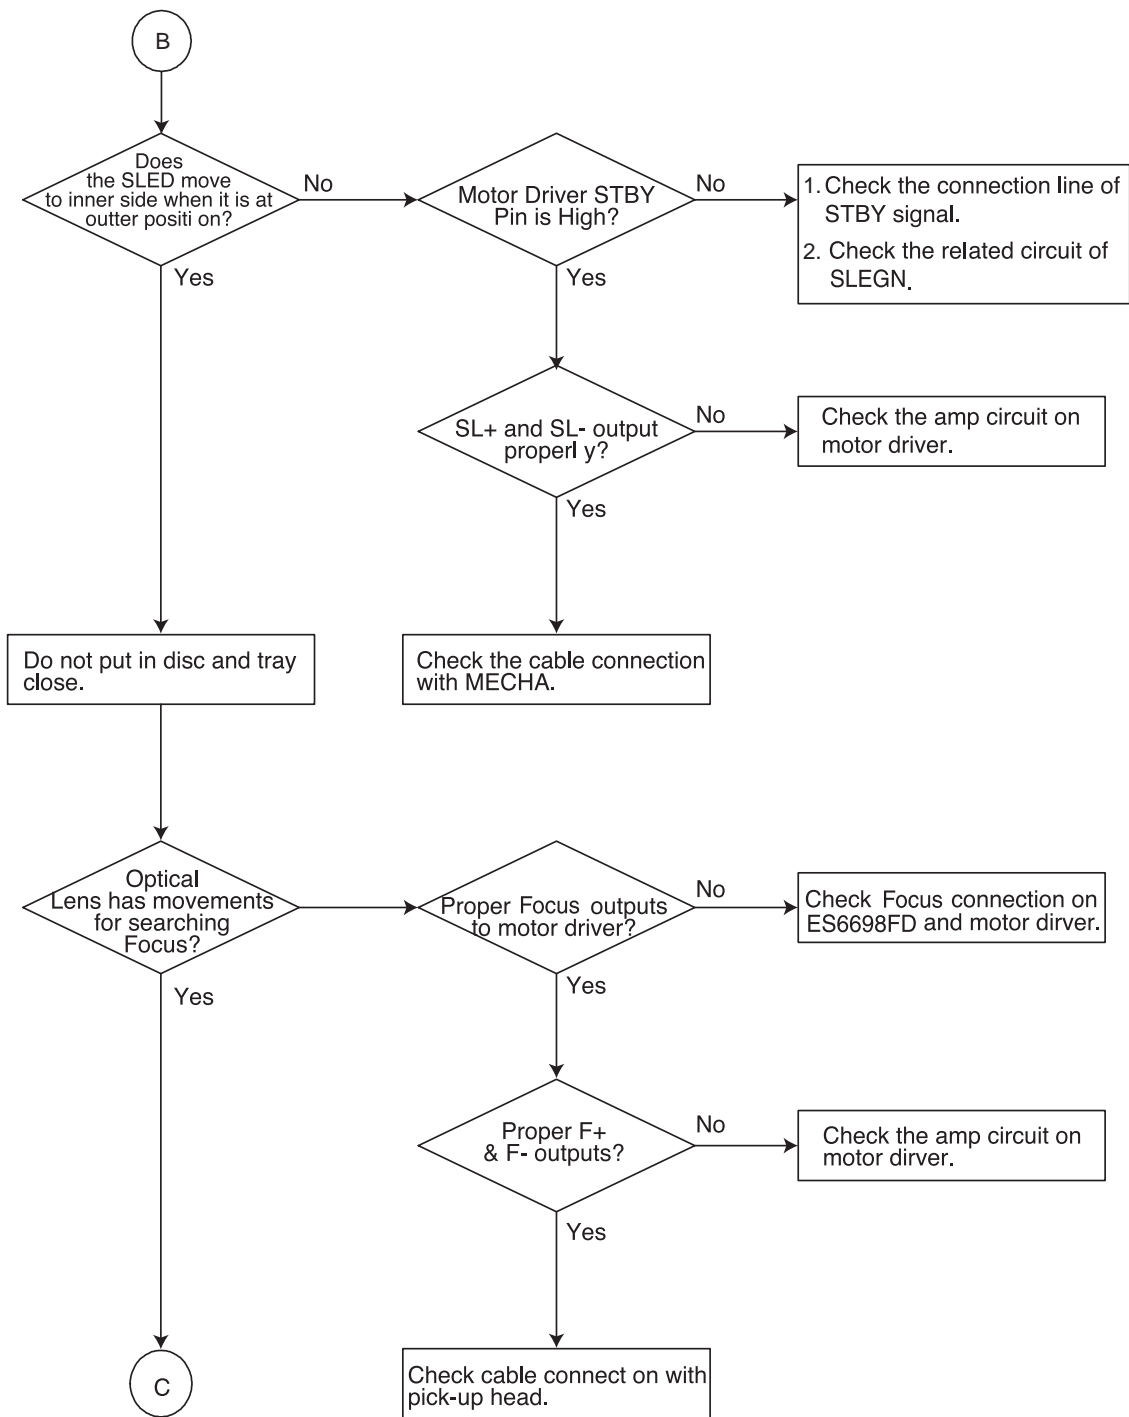 B
Does
the SLED move
to inner side when it is at
outter positi on?
No
Yes
Motor Driver STBY
Pin is High?
No
Yes
1. Check the connection line of
STBY signal.
2. Check the related circuit of
SLEGN.
SL+ and SL- output
properl y?
No
Yes
Check the amp circuit on
motor driver.
Do not put in disc and tray
close.
Check the cable connection
with MECHA.
Optical
Lens has movements
for searching
Focus?
Yes
Proper Focus outputs
to motor driver?
No
Yes
Check Focus connection on
ES6698FD and motor dirver.
Proper F+
& F- outputs?
No
Yes
Check the amp circuit on
motor dirver.
C
Check cable connect on with
pick-up head.